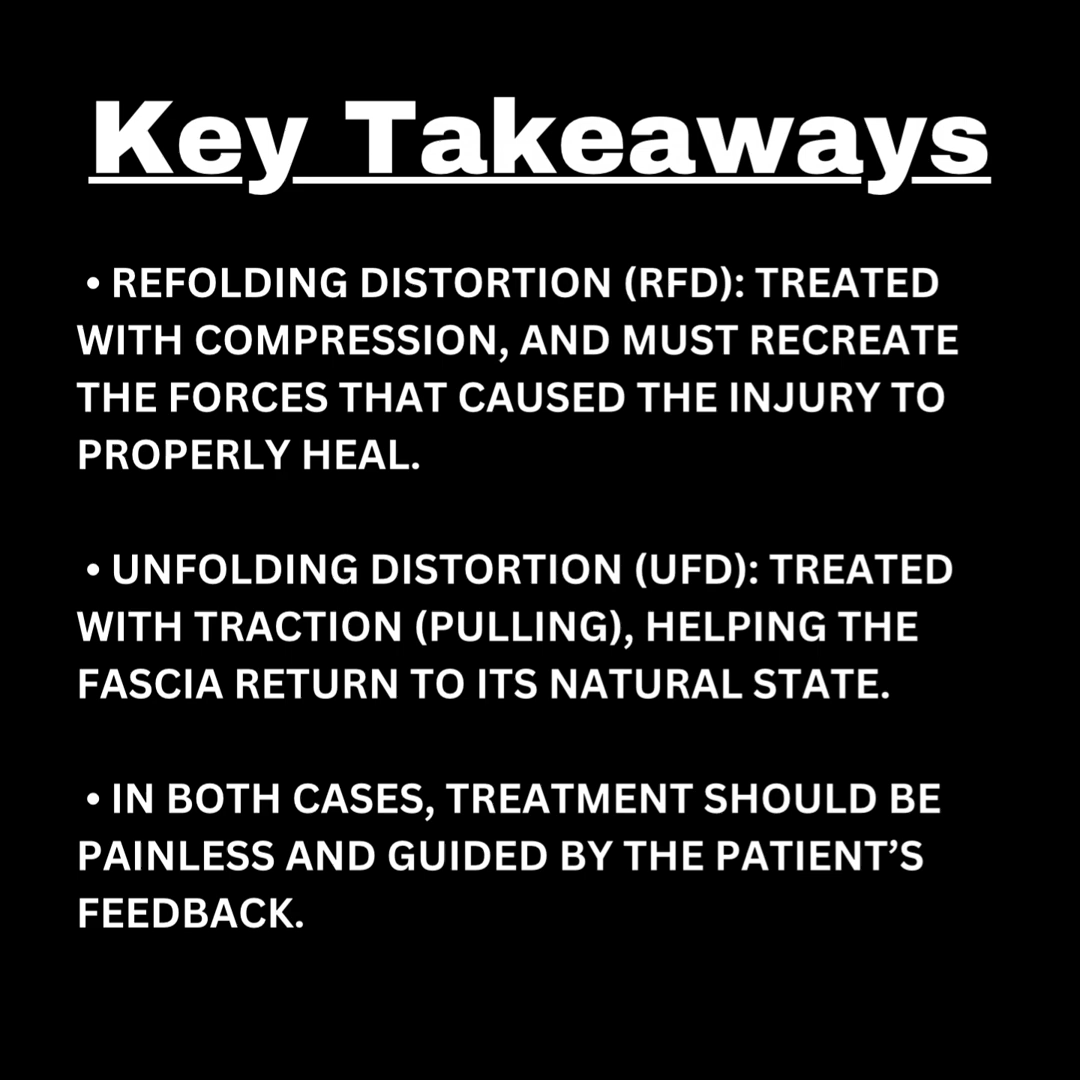 Key Takeaways
• REFOLDING DISTORTION (RFD): TREATED
WITH COMPRESSION, AND MUST RECREATE
THE FORCES THAT CAUSED THE INJURY TO
PROPERLY HEAL.
• UNFOLDING DISTORTION (UFD): TREATED
WITH TRACTION (PULLING), HELPING THE
FASCIA RETURN TO ITS NATURAL STATE.
• IN BOTH CASES, TREATMENT SHOULD BE
PAINLESS AND GUIDED BY THE PATIENT’S
FEEDBACK.